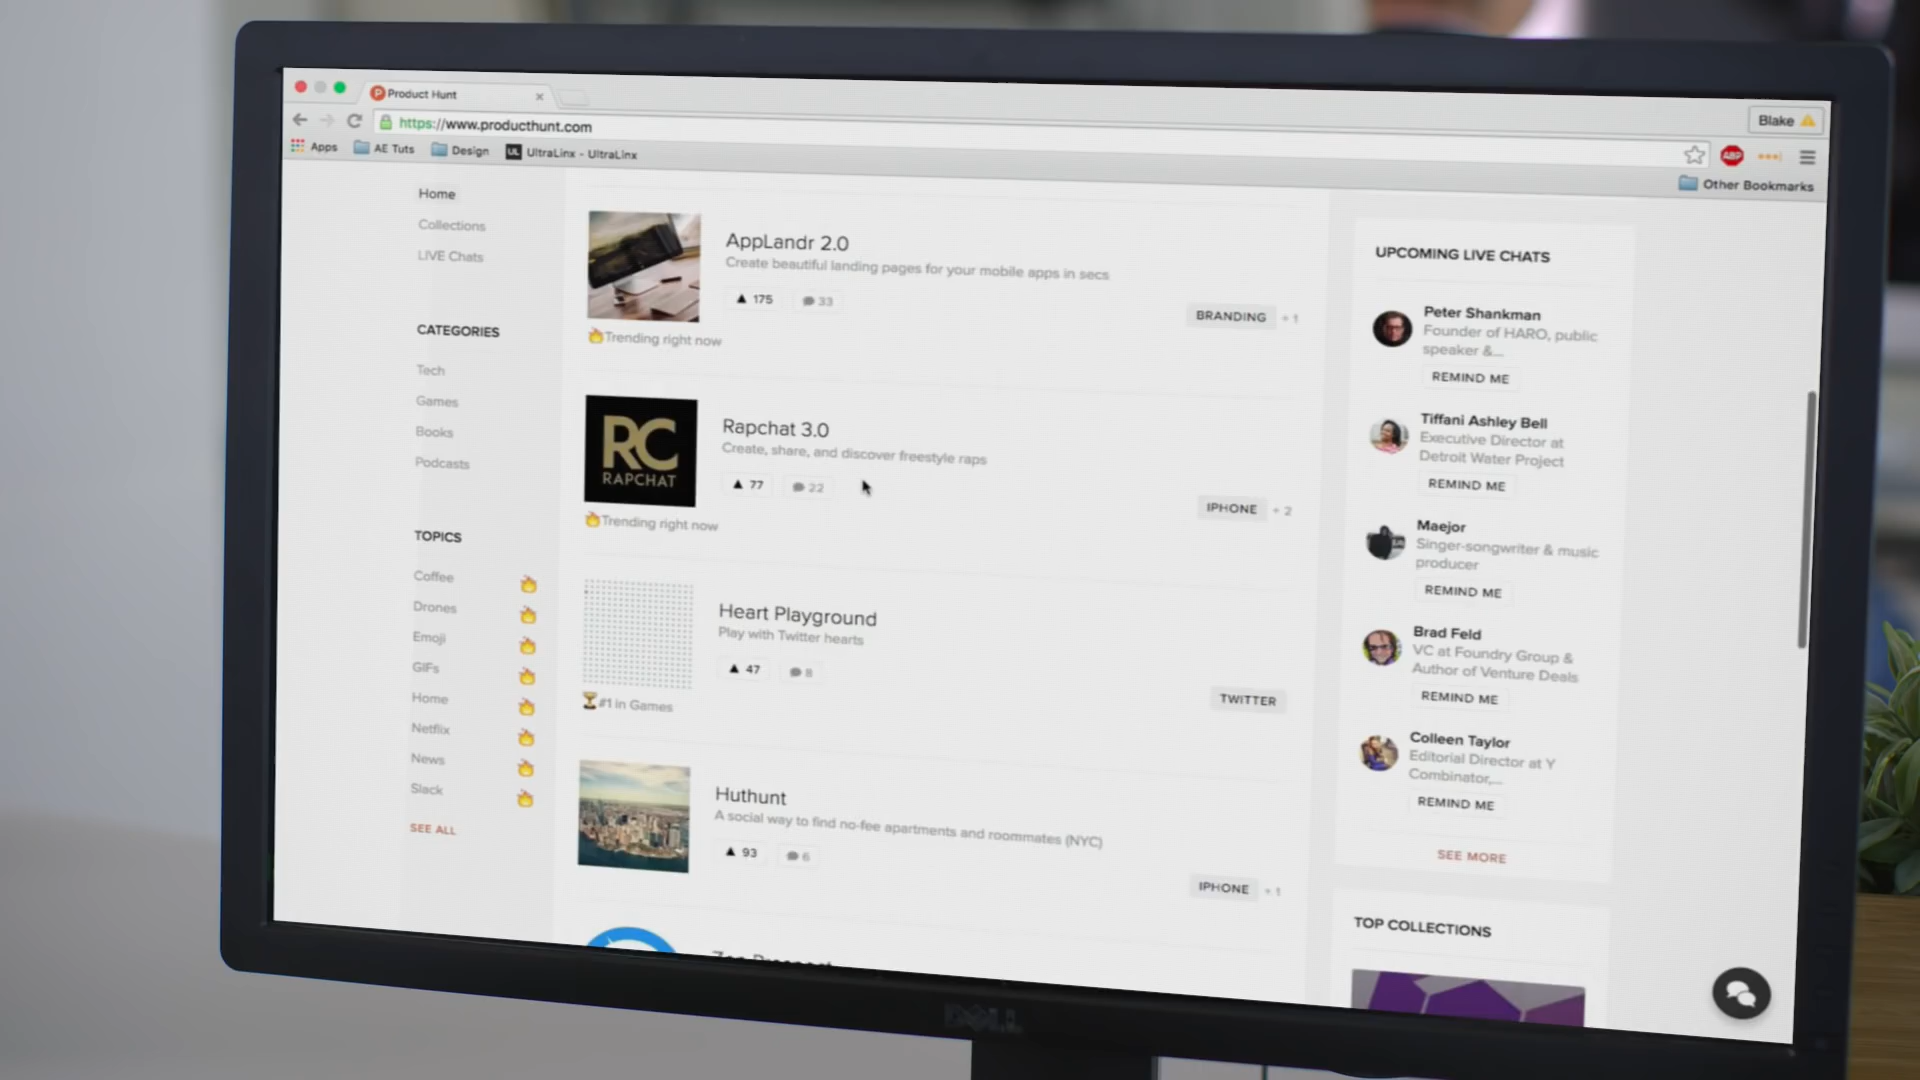 Product Hunt
Blake
https://www.producthunt.com
Apps
AE Tuts
Design
UL
UltraLinx - UltraLinx
ABP
Other Bookmarks
Home
Collections
LIVE Chats
CATEGORIES
Tech
Games
Books
Podcasts
TOPICS
Coffee
Drones
Emoji
GIFs
Home
Netflix
News
Slack
SEE ALL
AppLandr 2.0
Create beautiful landing pages for your mobile apps in secs
175
33
BRANDING + 1
Trending right now
RC
RAPCHAT
Rapchat 3.0
Create, share, and discover freestyle raps
77
22
IPHONE + 2
Trending right now
Heart Playground
Play with Twitter hearts
47
8
TWITTER
#1 in Games
Huthunt
A social way to find no-fee apartments and roommates (NYC)
93
6
IPHONE + 1
UPCOMING LIVE CHATS
Peter Shankman
Founder of HARO, public
speaker &...
REMIND ME
Tiffani Ashley Bell
Executive Director at
Detroit Water Project
REMIND ME
Maejor
Singer-songwriter & music
producer
REMIND ME
Brad Feld
VC at Foundry Group &
Author of Venture Deals
REMIND ME
Colleen Taylor
Editorial Director at Y
Combinator,...
REMIND ME
SEE MORE
TOP COLLECTIONS
DELL